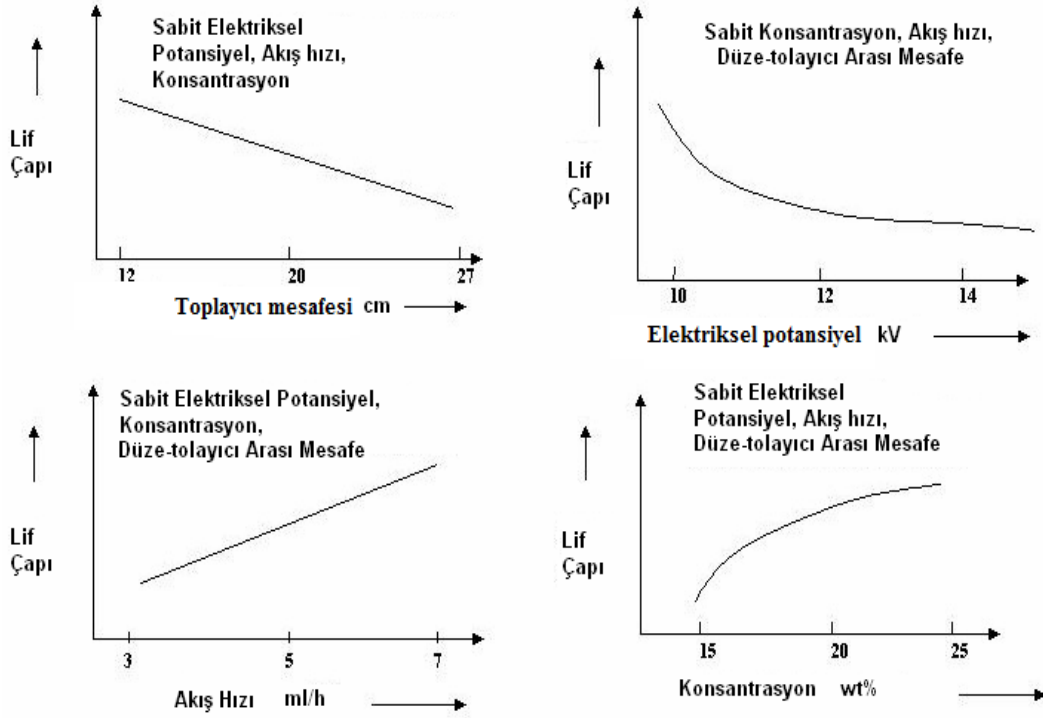 Sabit Elektriksel
Potansiyel, Akış hızı,
Konsantrasyon
Lif
Çapı
12 20 27
Toplayıcı mesafesi cm
Sabit Konsantrasyon, Akış hızı,
Düze-tolayıcı Arası Mesafe
Lif
Çapı
10 12 14
Elektriksel potansiyel kV
Sabit Elektriksel Potansiyel,
Konsantrasyon,
Düze-tolayıcı Arası Mesafe
Lif
Çapı
3 5 7
Akış Hızı ml/h
Sabit Elektriksel
Potansiyel, Akış hızı,
Düze-tolayıcı Arası Mesafe
Lif
Çapı
15 20 25
Konsantrasyon wt%